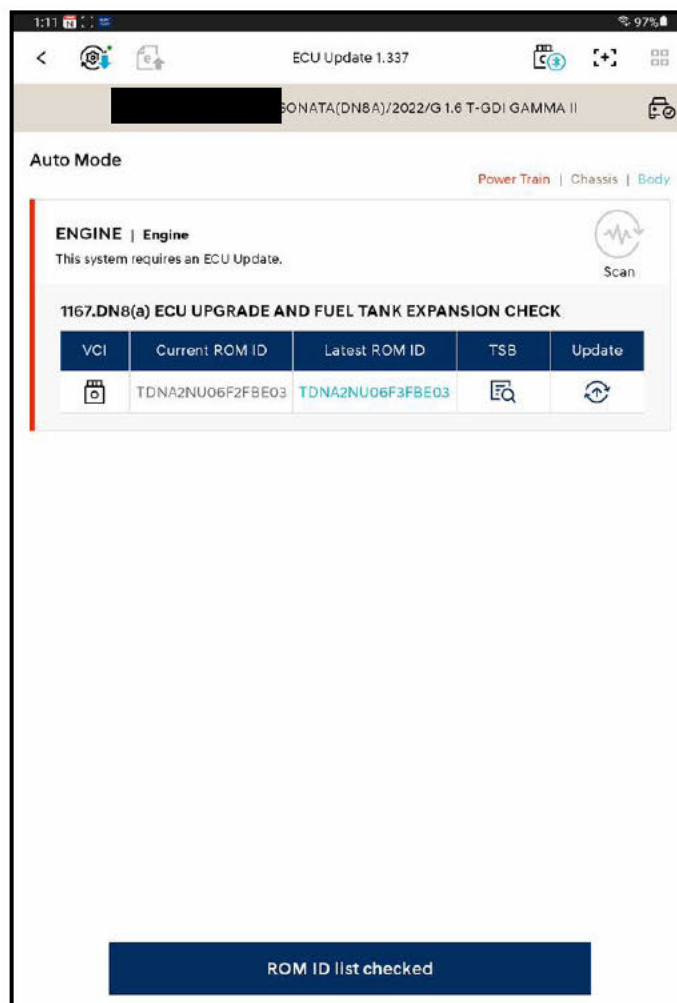 1:11 97%
ECU Update 1.337
SONATA(DN8A)/2022/G 1.6 T-GDI GAMMA II
Auto Mode
Power Train | Chassis | Body
ENGINE | Engine
This system requires an ECU Update.
Scan
1167.DN8(a) ECU UPGRADE AND FUEL TANK EXPANSION CHECK
VCI Current ROM ID Latest ROM ID TSB Update
TDNA2NU06F2FBE03 TDNA2NU06F3FBE03
ROM ID list checked